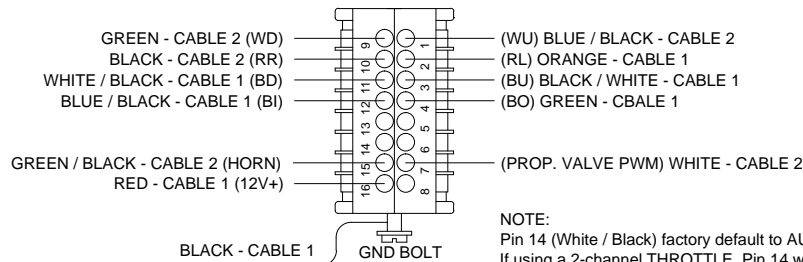 GREEN - CABLE 2 (WD)
BLACK - CABLE 2 (RR)
WHITE / BLACK - CABLE 1 (BD)
BLUE / BLACK - CABLE 1 (BI)
GREEN / BLACK - CABLE 2 (HORN)
RED - CABLE 1 (12V+)
9
10
11
12
13
14
15
16
1
2
3
4
5
6
7
8
(WU) BLUE / BLACK - CABLE 2
(RL) ORANGE - CABLE 1
(BU) BLACK / WHITE - CABLE 1
(BO) GREEN - CBALE 1
(PROP. VALVE PWM) WHITE - CABLE 2
BLACK - CABLE 1
GND BOLT
NOTE:
Pin 14 (White / Black) factory default to AU
If using a 2-channel THROTTLE, Pin 14 w